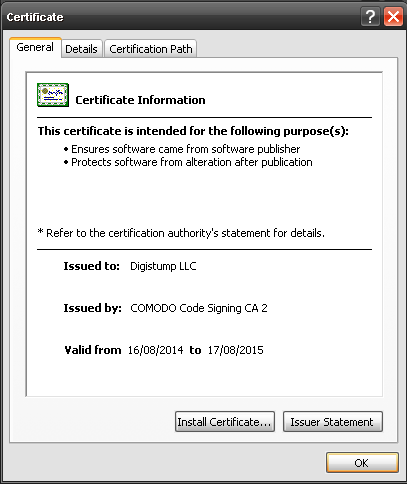 Certificate
General
Details
Certification Path
Certificate Information
This certificate is intended for the following purpose(s):
• Ensures software came from software publisher
• Protects software from alteration after publication
* Refer to the certification authority's statement for details.
Issued to: Digistump LLC
Issued by: COMODO Code Signing CA 2
Valid from 16/08/2014 to 17/08/2015
Install Certificate...
Issuer Statement
OK